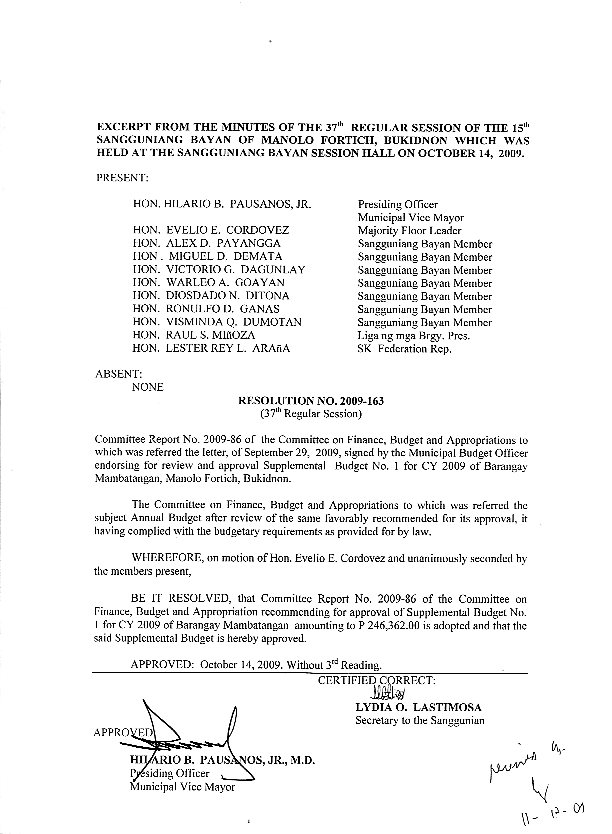 EXCERPT FROM THE MINUTES OF THE 37th REGULAR SESSION OF THE 15th
SANGGUNIANG BAYAN OF MANOLO FORTICH, BUKIDNON WHICH WAS
HELD AT THE SANGGUNIANG BAYAN SESSION HALL ON OCTOBER 14, 2009.
PRESENT:
HON. HILARIO B. PAUSANOS, JR. Presiding Officer
Municipal Vice Mayor
HON. EVELIO E. CORDOVEZ Majority Floor Leader
HON. ALEX D. PAYANGGA Sangguniang Bayan Member
HON . MIGUEL D. DEMATA Sangguniang Bayan Member
HON. VICTORIO G. DAGUNLAY Sangguniang Bayan Member
HON. WARLEO A. GOAYAN Sangguniang Bayan Member
HON. DIOSDADO N. DITONA Sangguniang Bayan Member
HON. RONULFO D. GANAS Sangguniang Bayan Member
HON. VISMINDA Q. DUMOTAN Sangguniang Bayan Member
HON. RAUL S. MIñOZA Liga ng mga Brgy. Pres.
HON. LESTER REY L. ARAñA SK Federation Rep.
ABSENT:
NONE
RESOLUTION NO. 2009-163
(37th Regular Session)
Committee Report No. 2009-86 of the Committee on Finance, Budget and Appropriations to
which was referred the letter, of September 29, 2009, signed by the Municipal Budget Officer
endorsing for review and approval Supplemental Budget No. 1 for CY 2009 of Barangay
Mambatangan, Manolo Fortich, Bukidnon.
The Committee on Finance, Budget and Appropriations to which was referred the
subject Annual Budget after review of the same favorably recommended for its approval, it
having complied with the budgetary requirements as provided for by law.
WHEREFORE, on motion of Hon. Evelio E. Cordovez and unanimously seconded by
the members present,
BE IT RESOLVED, that Committee Report No. 2009-86 of the Committee on
Finance, Budget and Appropriation recommending for approval of Supplemental Budget No.
1 for CY 2009 of Barangay Mambatangan amounting to P 246,362.00 is adopted and that the
said Supplemental Budget is hereby approved.
APPROVED: October 14, 2009. Without 3rd Reading.
CERTIFIED CORRECT:
LYDIA O. LASTIMOSA
Secretary to the Sanggunian
APPROVED
HILARIO B. PAUSANOS, JR., M.D.
Presiding Officer
Municipal Vice Mayor